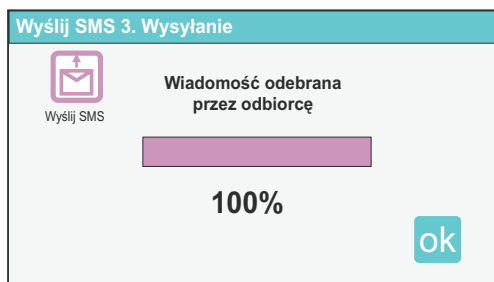 Wyślij SMS 3. Wysyłanie
Wyślij SMS
Wiadomość odebrana
przez odbiorcę
100%
ok